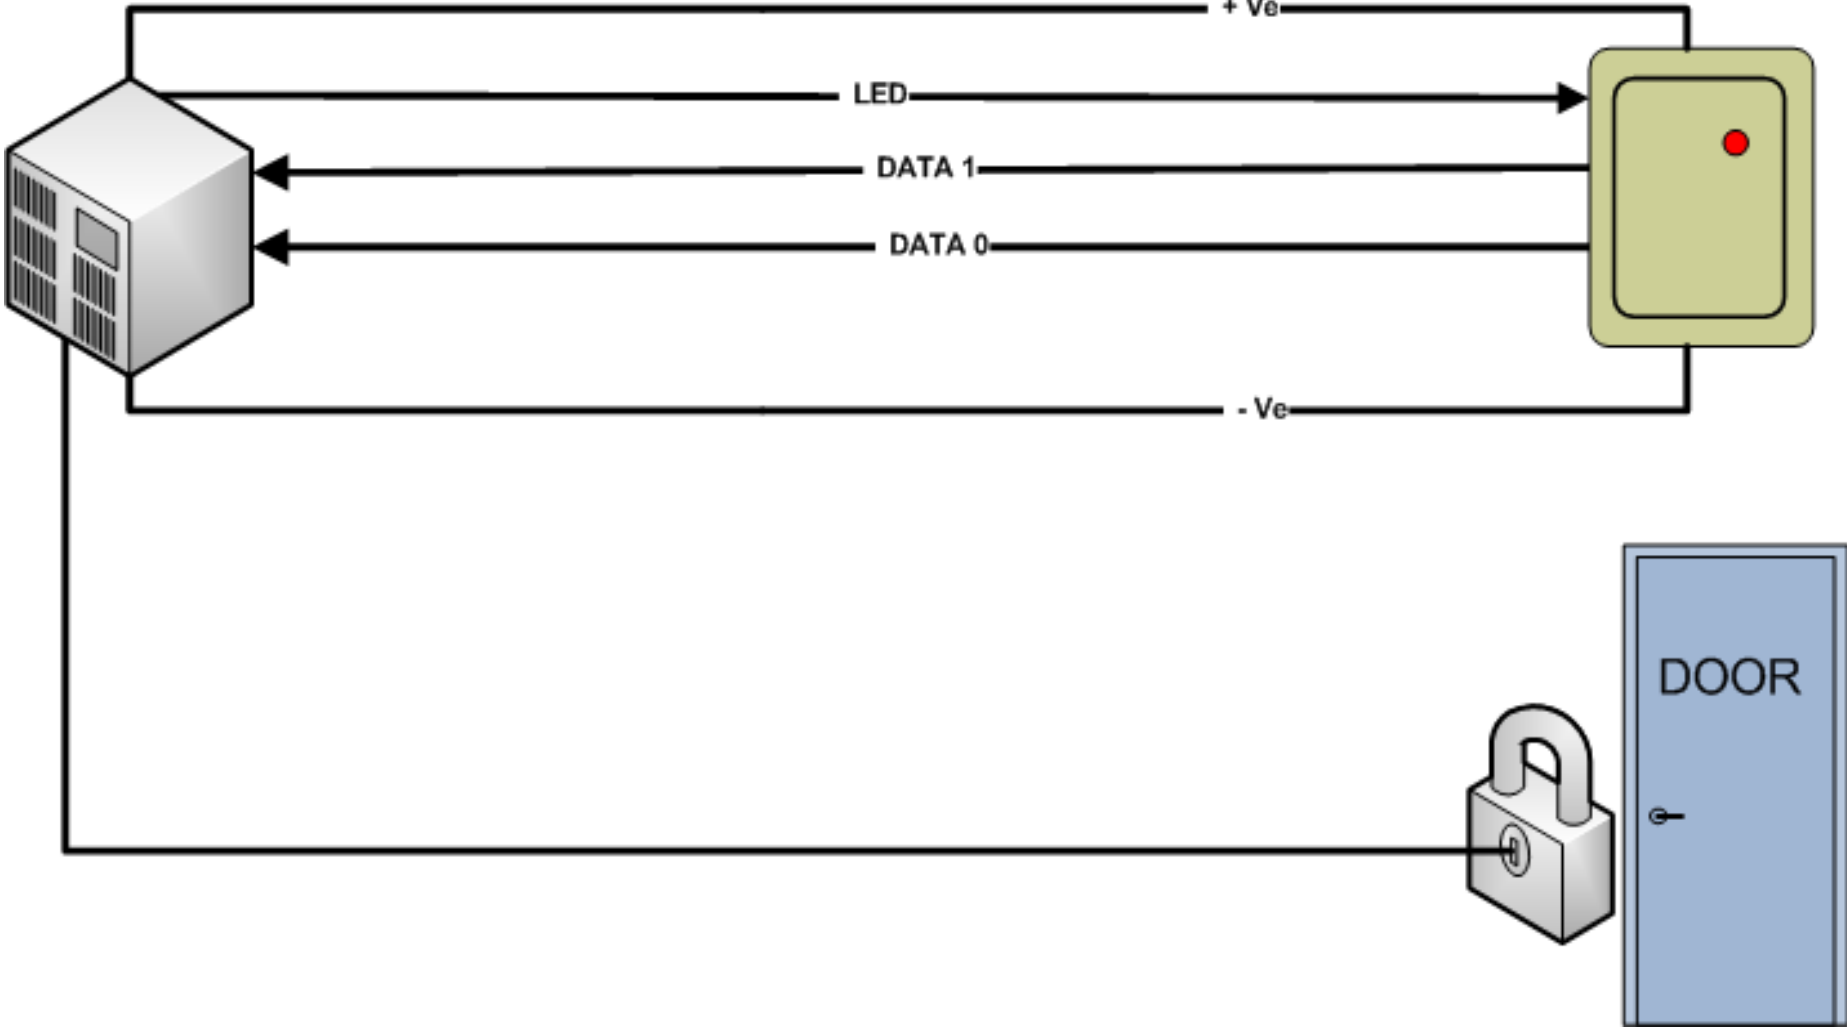 + Ve
LED
DATA 1
DATA 0
- Ve
DOOR